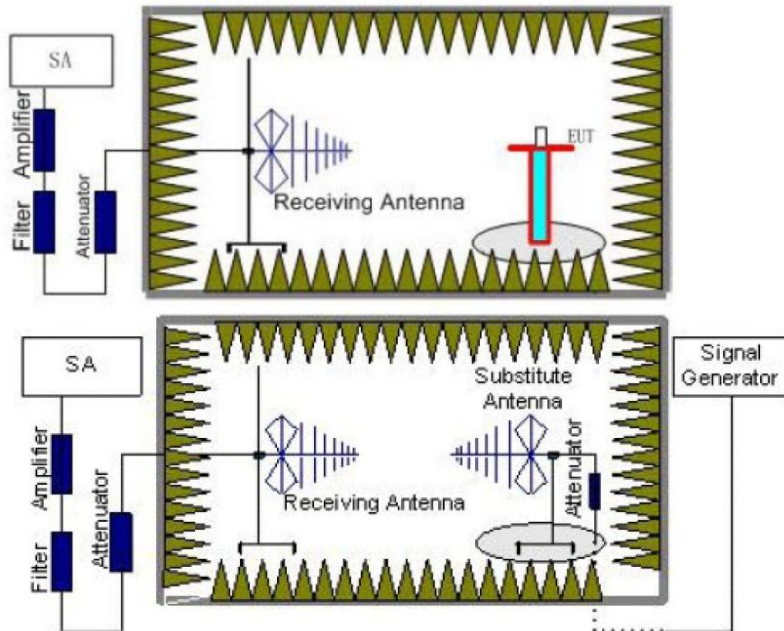 SA
Amplifier
Filter
Attenuator
Receiving Antenna
EUT
SA
Amplifier
Filter
Attenuator
Receiving Antenna
Substitute
Antenna
Attenuator
Signal
Generator